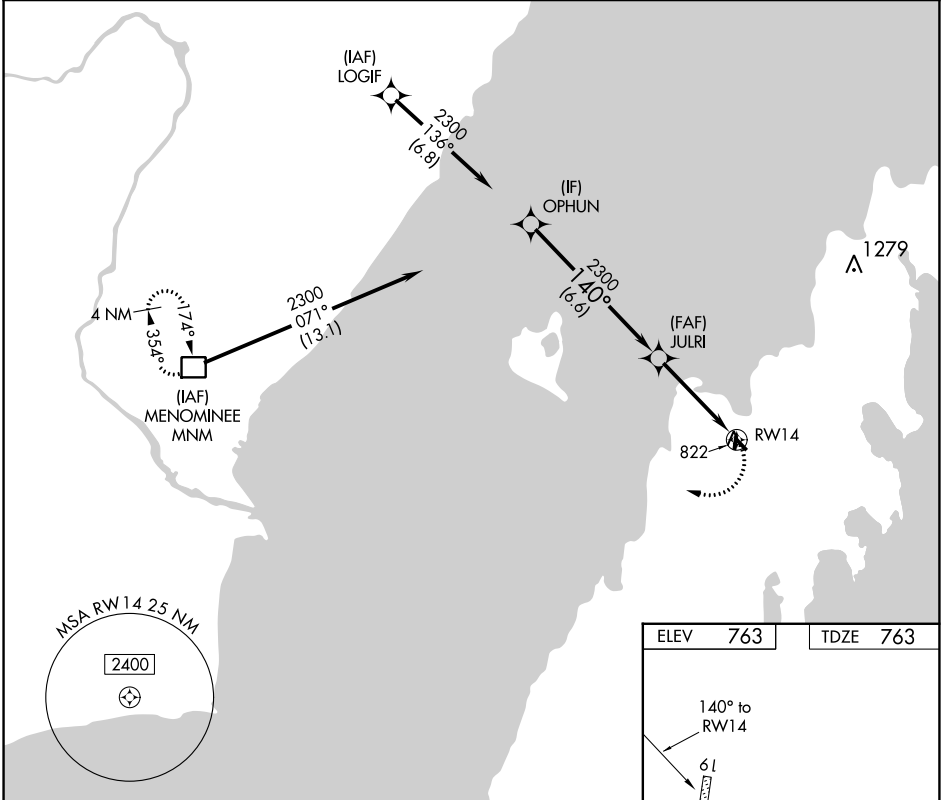 (IAF)
LOGIF
2300
136°
(6.8)
(IF)
OPHUN
2300
140°
(6.6)
1279
2300
071°
(13.1)
4 NM
174°
354°
(IAF)
MENOMINEE
MNM
(FAF)
JULRI
RW14
822
MSA RW14 25 NM
2400
ELEV 763
TDZE 763
140° to
RW14
19